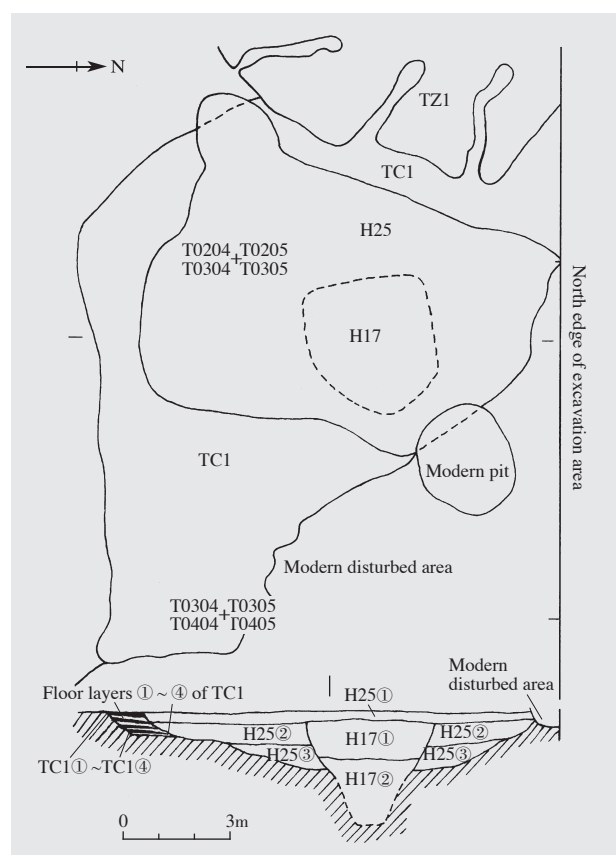 N
TZ1
TC1
H25
T0204 T0205
T0304 T0305
H17
North edge of excavation area
TC1
Modern pit
Modern disturbed area
T0304 T0305
T0404 T0405
Floor layers ①~④ of TC1
H25①
Modern
disturbed area
H25② H17① H25②
H25③ H25③
TC1①~TC1④
H17②
0 3m